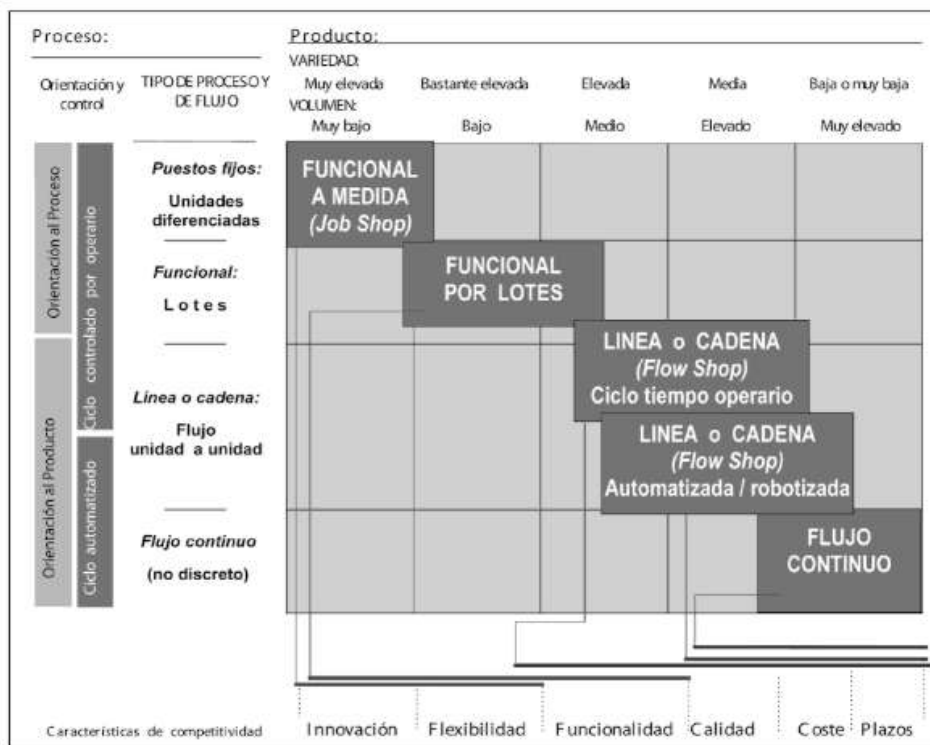 Proceso:
Producto:
VARIEDAD:
Orientación y
control
TIPO DE PROCESO Y
DE FLUJO
Muy elevada
Bastante elevada
Elevada
Media
Baja o muy baja
VOLUMEN:
Muy bajo
Bajo
Medio
Elevado
Muy elevado
Orientación al Proceso
Orientación al Producto
Ciclo controlado por operario
Ciclo automatizado
Puestos fijos:
Unidades
diferenciadas
Funcional:
Lotes
Línea o cadena:
Flujo
unidad a unidad
Flujo continuo
(no discreto)
FUNCIONAL
A MEDIDA
(Job Shop)
FUNCIONAL
POR LOTES
LINEA o CADENA
(Flow Shop)
Ciclo tiempo operario
LINEA o CADENA
(Flow Shop)
Automatizada / robotizada
FLUJO
CONTINUO
Características de competitividad
Innovación
Flexibilidad
Funcionalidad
Calidad
Coste
Plazos